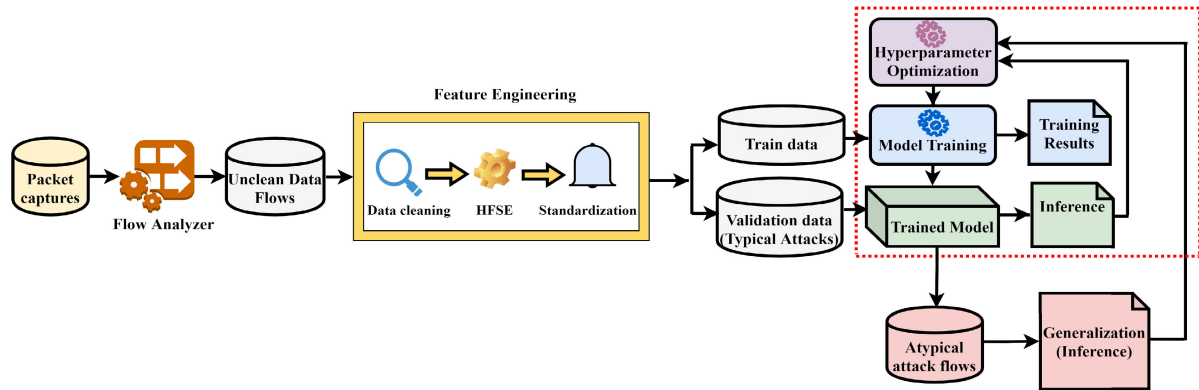 Packet
captures
Flow Analyzer
Unclean Data
Flows
Feature Engineering
Data cleaning
HFSE
Standardization
Train data
Validation data
(Typical Attacks)
Hyperparameter
Optimization
Model Training
Training
Results
Trained Model
Inference
Atypical
attack flows
Generalization
(Inference)